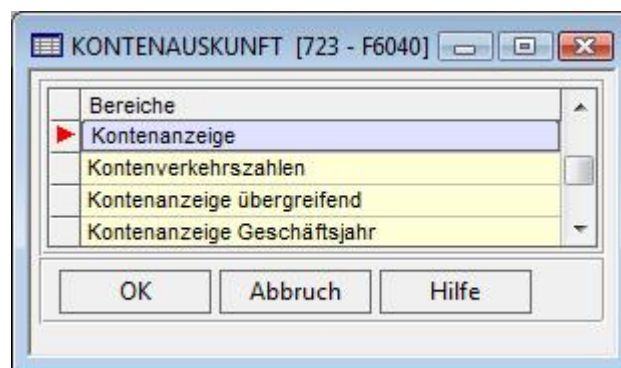 KONTENAUSKUNFT [723 - F6040]
Bereiche
Kontenanzeige
Kontenverkehrszahlen
Kontenanzeige übergreifend
Kontenanzeige Geschäftsjahr
OK Abbruch Hilfe